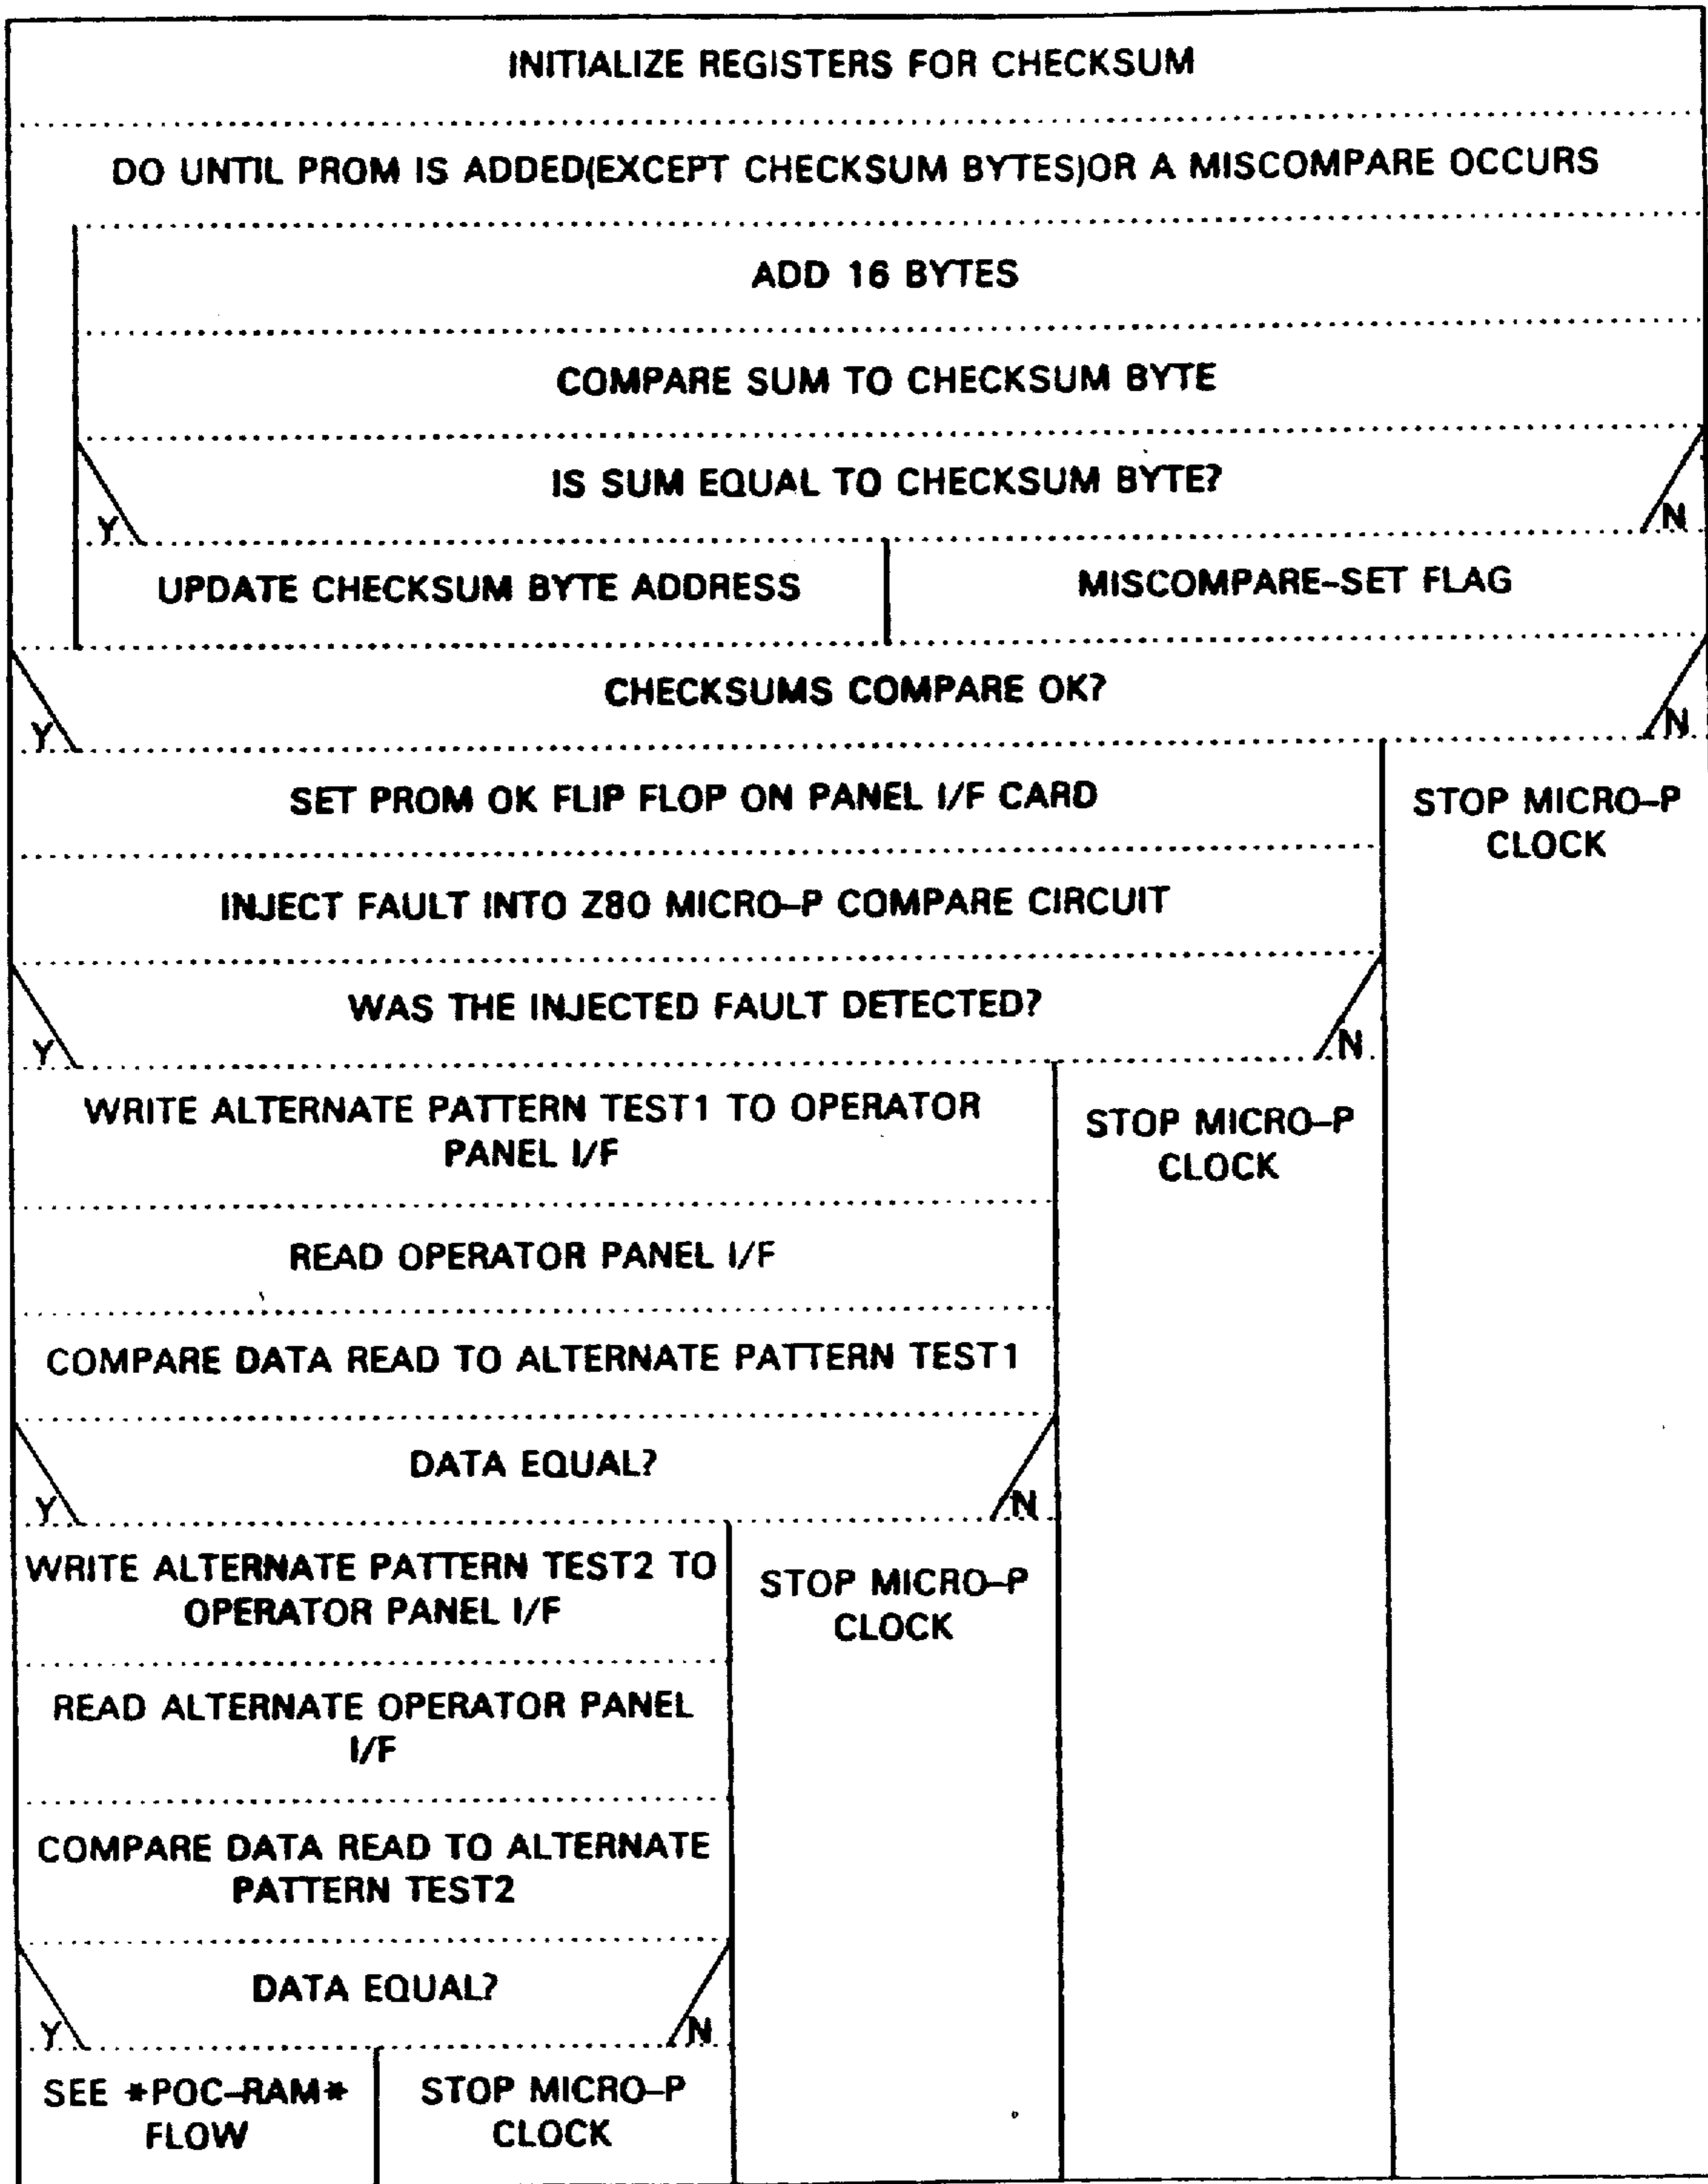 INITIALIZE REGISTERS FOR CHECKSUM
DO UNTIL PROM IS ADDED(EXCEPT CHECKSUM BYTES)OR A MISCOMPARE OCCURS
ADD 16 BYTES
COMPARE SUM TO CHECKSUM BYTE
IS SUM EQUAL TO CHECKSUM BYTE?
Y
N
UPDATE CHECKSUM BYTE ADDRESS
MISCOMPARE-SET FLAG
CHECKSUMS COMPARE OK?
Y
N
SET PROM OK FLIP FLOP ON PANEL I/F CARD
STOP MICRO-P
CLOCK
INJECT FAULT INTO Z80 MICRO-P COMPARE CIRCUIT
WAS THE INJECTED FAULT DETECTED?
Y
N
WRITE ALTERNATE PATTERN TEST1 TO OPERATOR
PANEL I/F
STOP MICRO-P
CLOCK
READ OPERATOR PANEL I/F
COMPARE DATA READ TO ALTERNATE PATTERN TEST1
DATA EQUAL?
Y
N
WRITE ALTERNATE PATTERN TEST2 TO
OPERATOR PANEL I/F
STOP MICRO-P
CLOCK
READ ALTERNATE OPERATOR PANEL
I/F
COMPARE DATA READ TO ALTERNATE
PATTERN TEST2
DATA EQUAL?
Y
N
SEE *POC-RAM*
FLOW
STOP MICRO-P
CLOCK